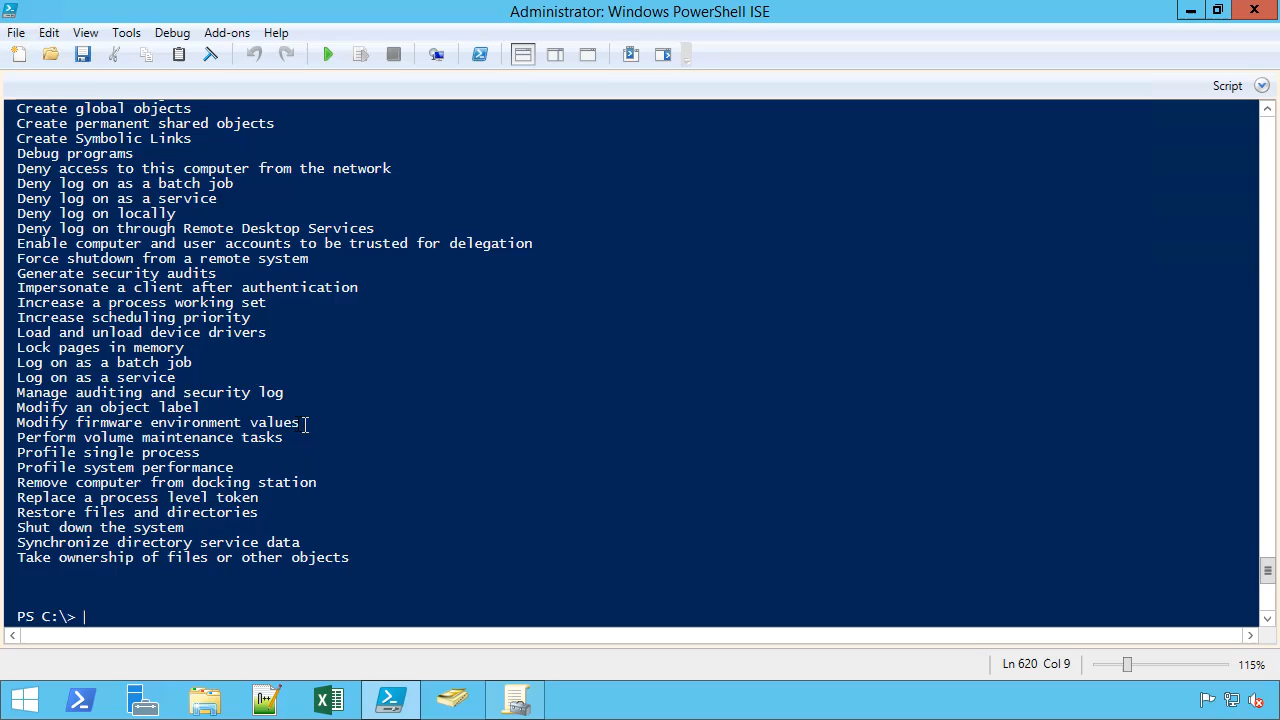 Administrator: Windows PowerShell ISE
File Edit View Tools Debug Add-ons Help
Script
Create global objects
Create permanent shared objects
Create Symbolic Links
Debug programs
Deny access to this computer from the network
Deny log on as a batch job
Deny log on as a service
Deny log on locally
Deny log on through Remote Desktop Services
Enable computer and user accounts to be trusted for delegation
Force shutdown from a remote system
Generate security audits
Impersonate a client after authentication
Increase a process working set
Increase scheduling priority
Load and unload device drivers
Lock pages in memory
Log on as a batch job
Log on as a service
Manage auditing and security log
Modify an object label
Modify firmware environment values
Perform volume maintenance tasks
Profile single process
Profile system performance
Remove computer from docking station
Replace a process level token
Restore files and directories
Shut down the system
Synchronize directory service data
Take ownership of files or other objects
PS C:\>
Ln 620 Col 9 115%